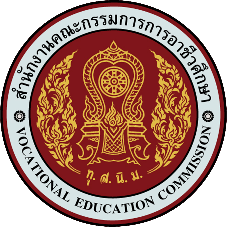 สำนักงานคณะกรรมการการอาชีวศึกษา
กุ ส. นิ. ม.
VOCATIONAL EDUCATION COMMISSION